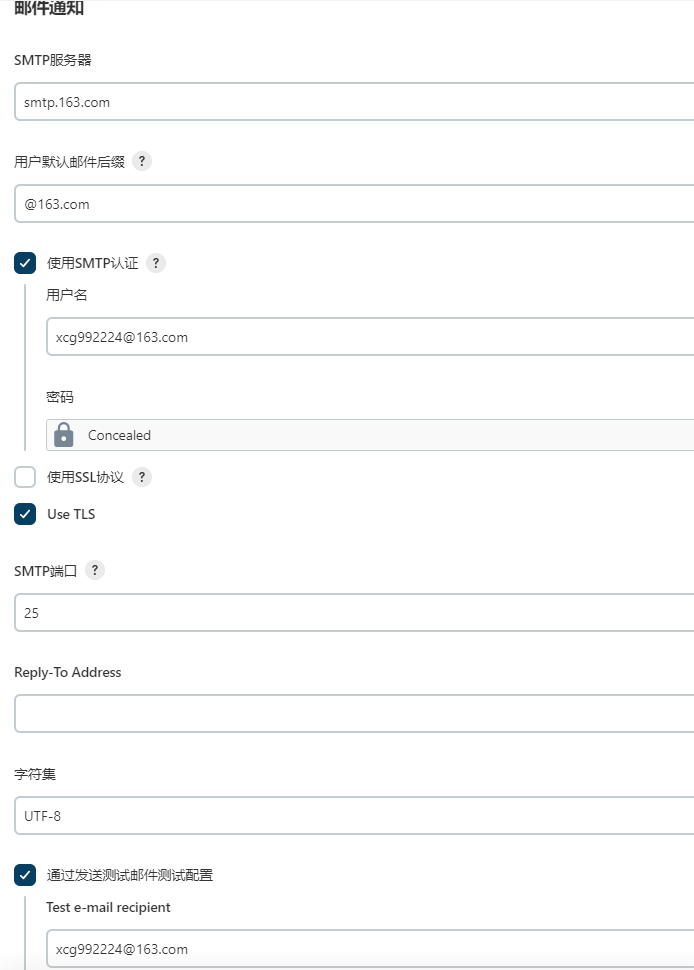 邮件通知
SMTP服务器
smtp.163.com
用户默认邮件后缀 ?
@163.com
使用SMTP认证 ?
用户名
xcg992224@163.com
密码
Concealed
使用SSL协议 ?
Use TLS
SMTP端口 ?
25
Reply-To Address
字符集
UTF-8
通过发送测试邮件测试配置
Test e-mail recipient
xcg992224@163.com